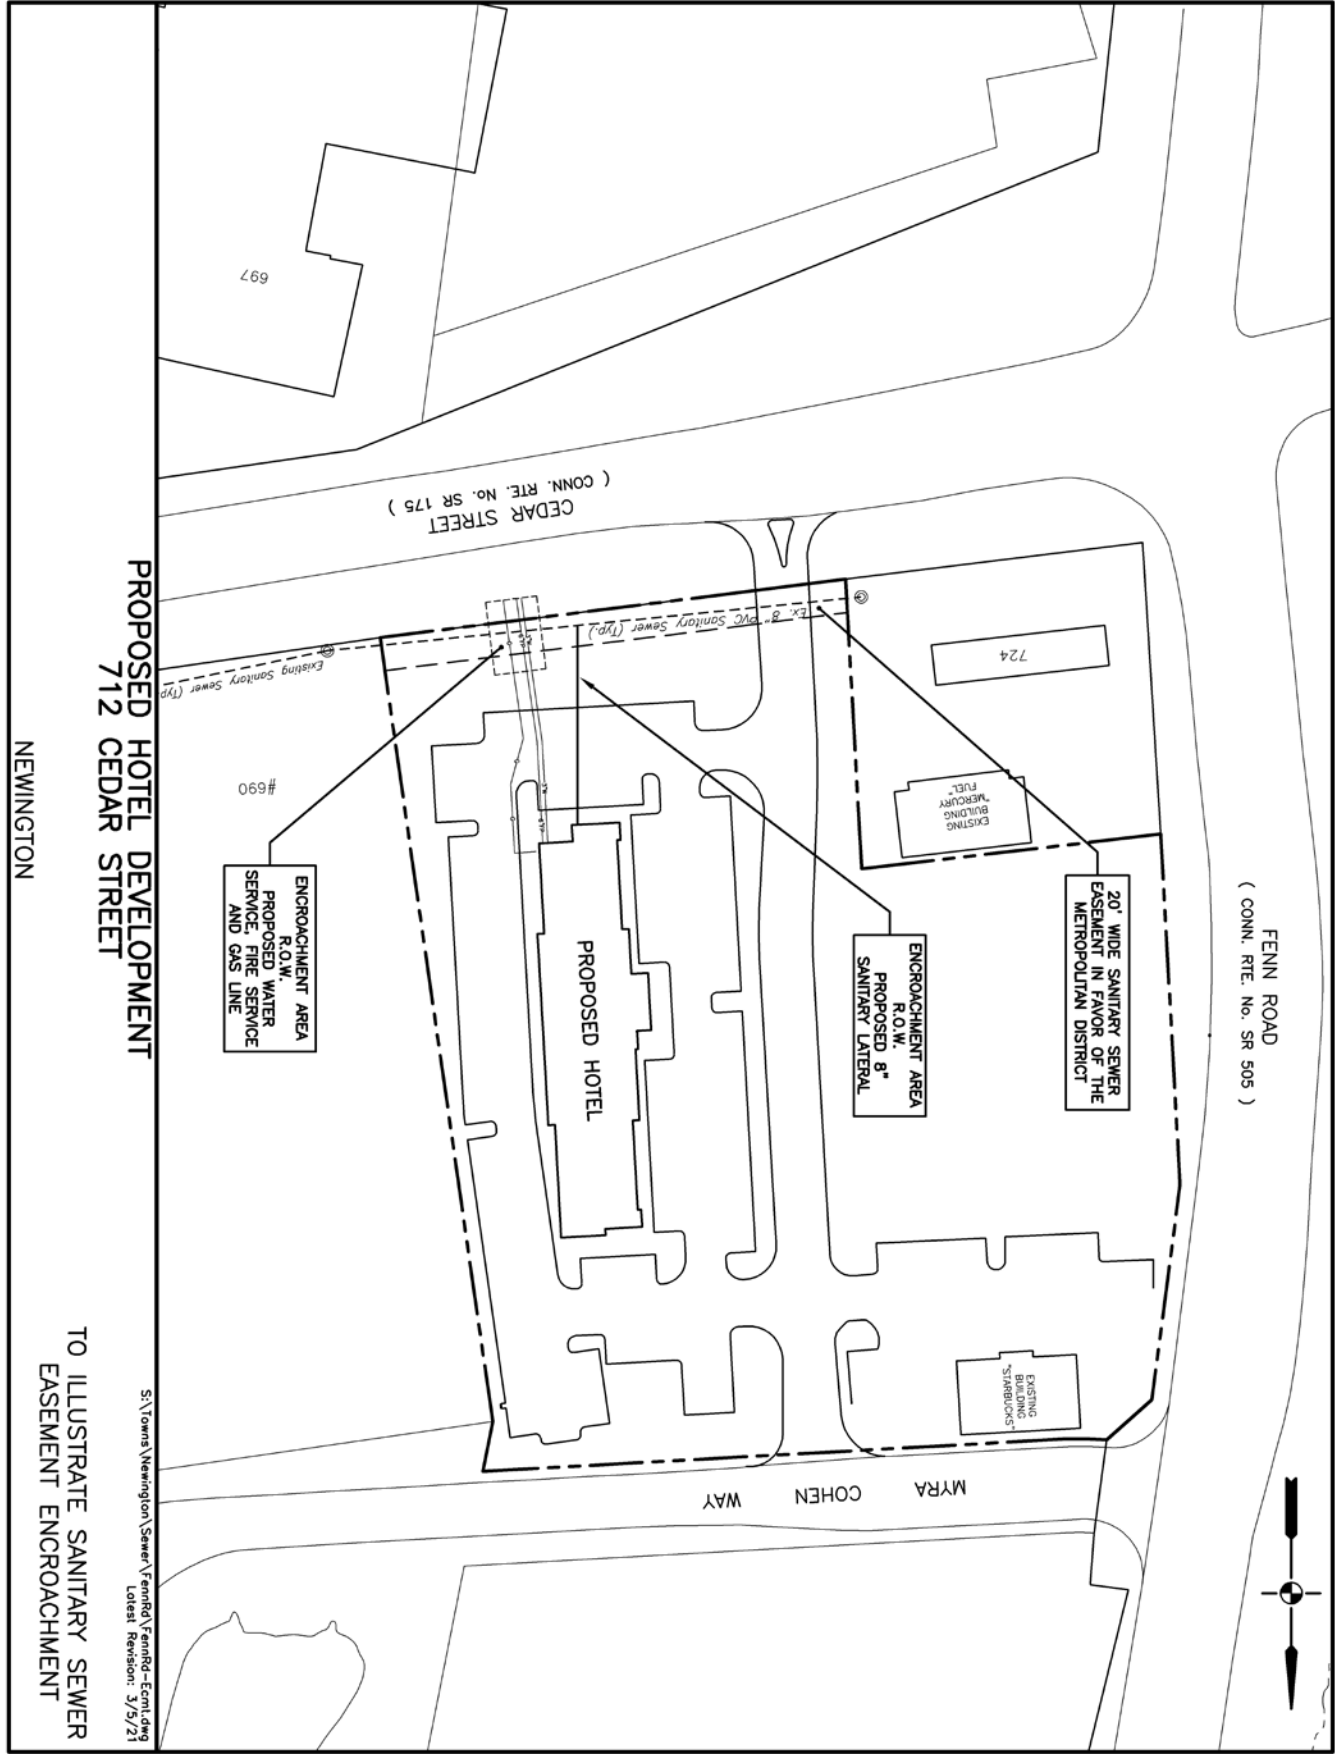 697
CEDAR STREET
( CONN. RTE. No. SR 175 )
FENN ROAD
( CONN. RTE. No. SR 505 )
724
EXISTING
BUILDING
"MERCURY
FUEL"
Ex. 8" PVC Sanitary Sewer (Typ.)
Existing Sanitary Sewer (Typ
#690
20' WIDE SANITARY SEWER
EASEMENT IN FAVOR OF THE
METROPOLITAN DISTRICT
ENCROACHMENT AREA
R.O.W.
PROPOSED 8"
SANITARY LATERAL
ENCROACHMENT AREA
R.O.W.
PROPOSED WATER
SERVICE, FIRE SERVICE
AND GAS LINE
PROPOSED HOTEL
EXISTING
BUILDING
"STARBUCKS"
MYRA COHEN WAY
PROPOSED HOTEL DEVELOPMENT
712 CEDAR STREET
NEWINGTON
S:\Towns\Newington\Sewer\FennRd\FennRd-Ecmt.dwg
Latest Revision: 3/5/21
TO ILLUSTRATE SANITARY SEWER
EASEMENT ENCROACHMENT